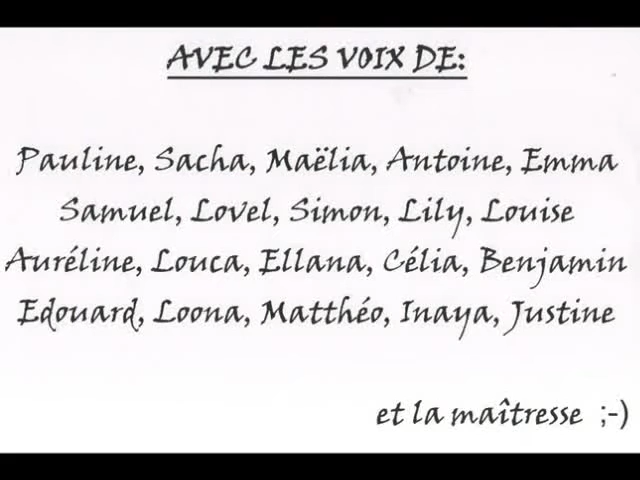 AVEC LES VOIX DE:
Pauline, Sacha, Maëlia, Antoine, Emma
Samuel, Lovel, Simon, Lily, Louise
Auréline, Louca, Ellana, Célia, Benjamin
Edouard, Loona, Matthéo, Inaya, Justine
et la maîtresse ;-)